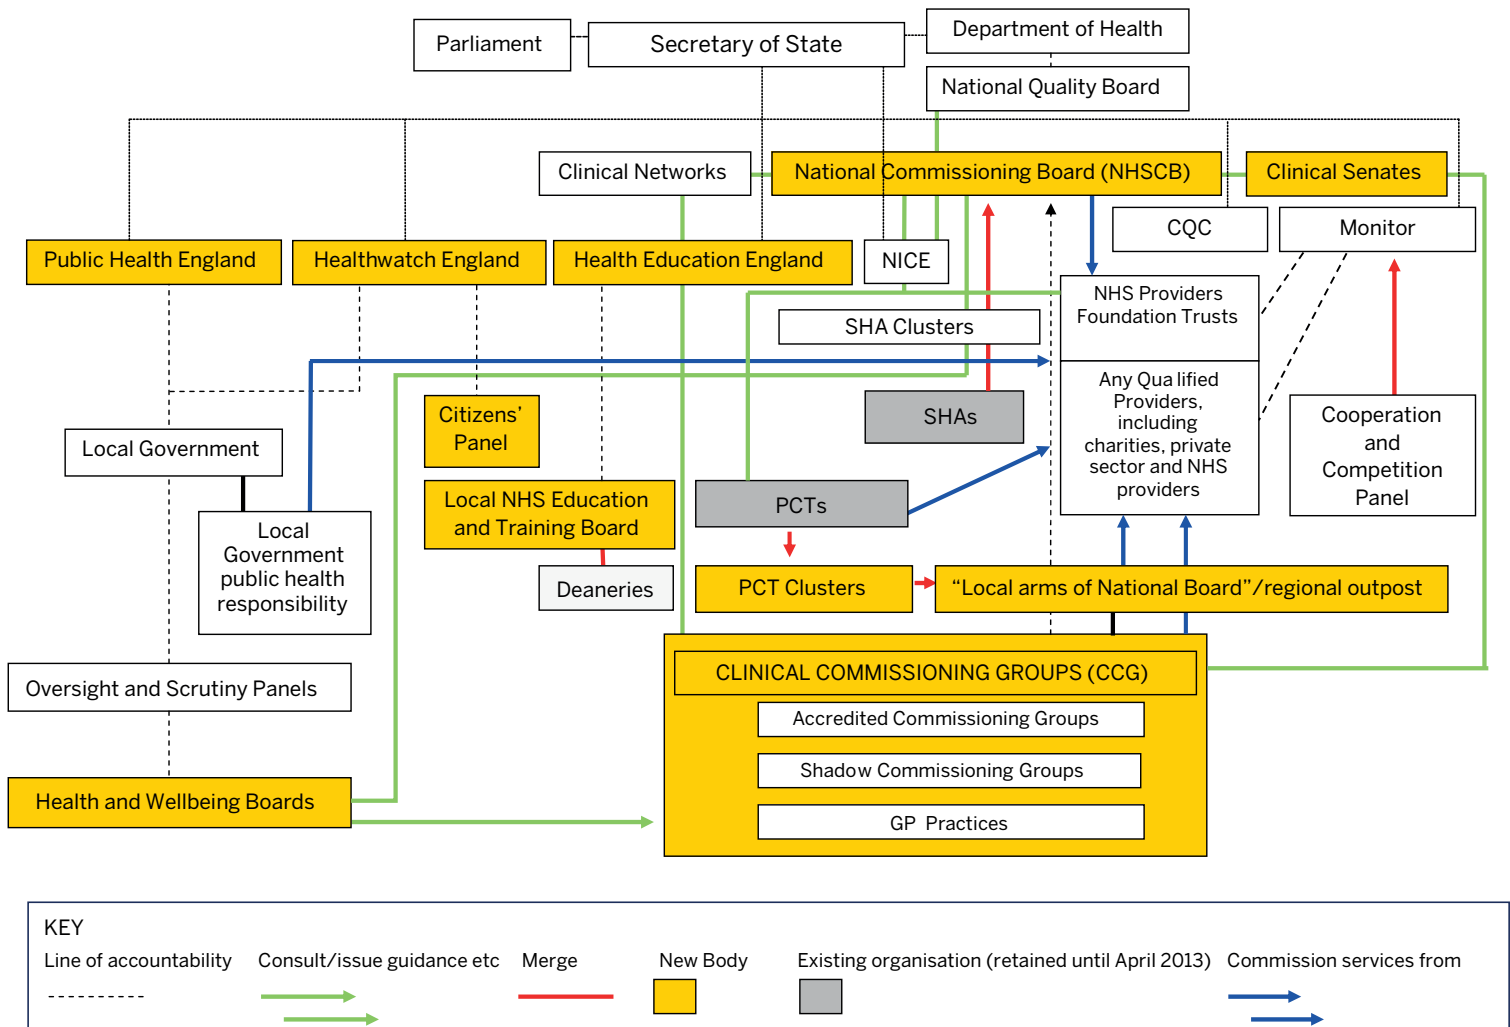 Parliament
Secretary of State
Department of Health
National Quality Board
Clinical Networks
National Commissioning Board (NHSCB)
Clinical Senates
CQC
Monitor
Public Health England
Healthwatch England
Health Education England
NICE
NHS Providers
Foundation Trusts
SHA Clusters
Any Qua lified
Providers,
including
charities, private
sector and NHS
providers
Citizens’
Panel
SHAs
Cooperation
and
Competition
Panel
Local Government
Local NHS Education
and Training Board
PCTs
Local
Government
public health
responsibility
Deaneries
PCT Clusters
“Local arms of National Board”/regional outpost
Oversight and Scrutiny Panels
CLINICAL COMMISSIONING GROUPS (CCG)
Accredited Commissioning Groups
Shadow Commissioning Groups
GP Practices
Health and Wellbeing Boards
KEY
Line of accountability
Consult/issue guidance etc
Merge
New Body
Existing organisation (retained until April 2013)
Commission services from